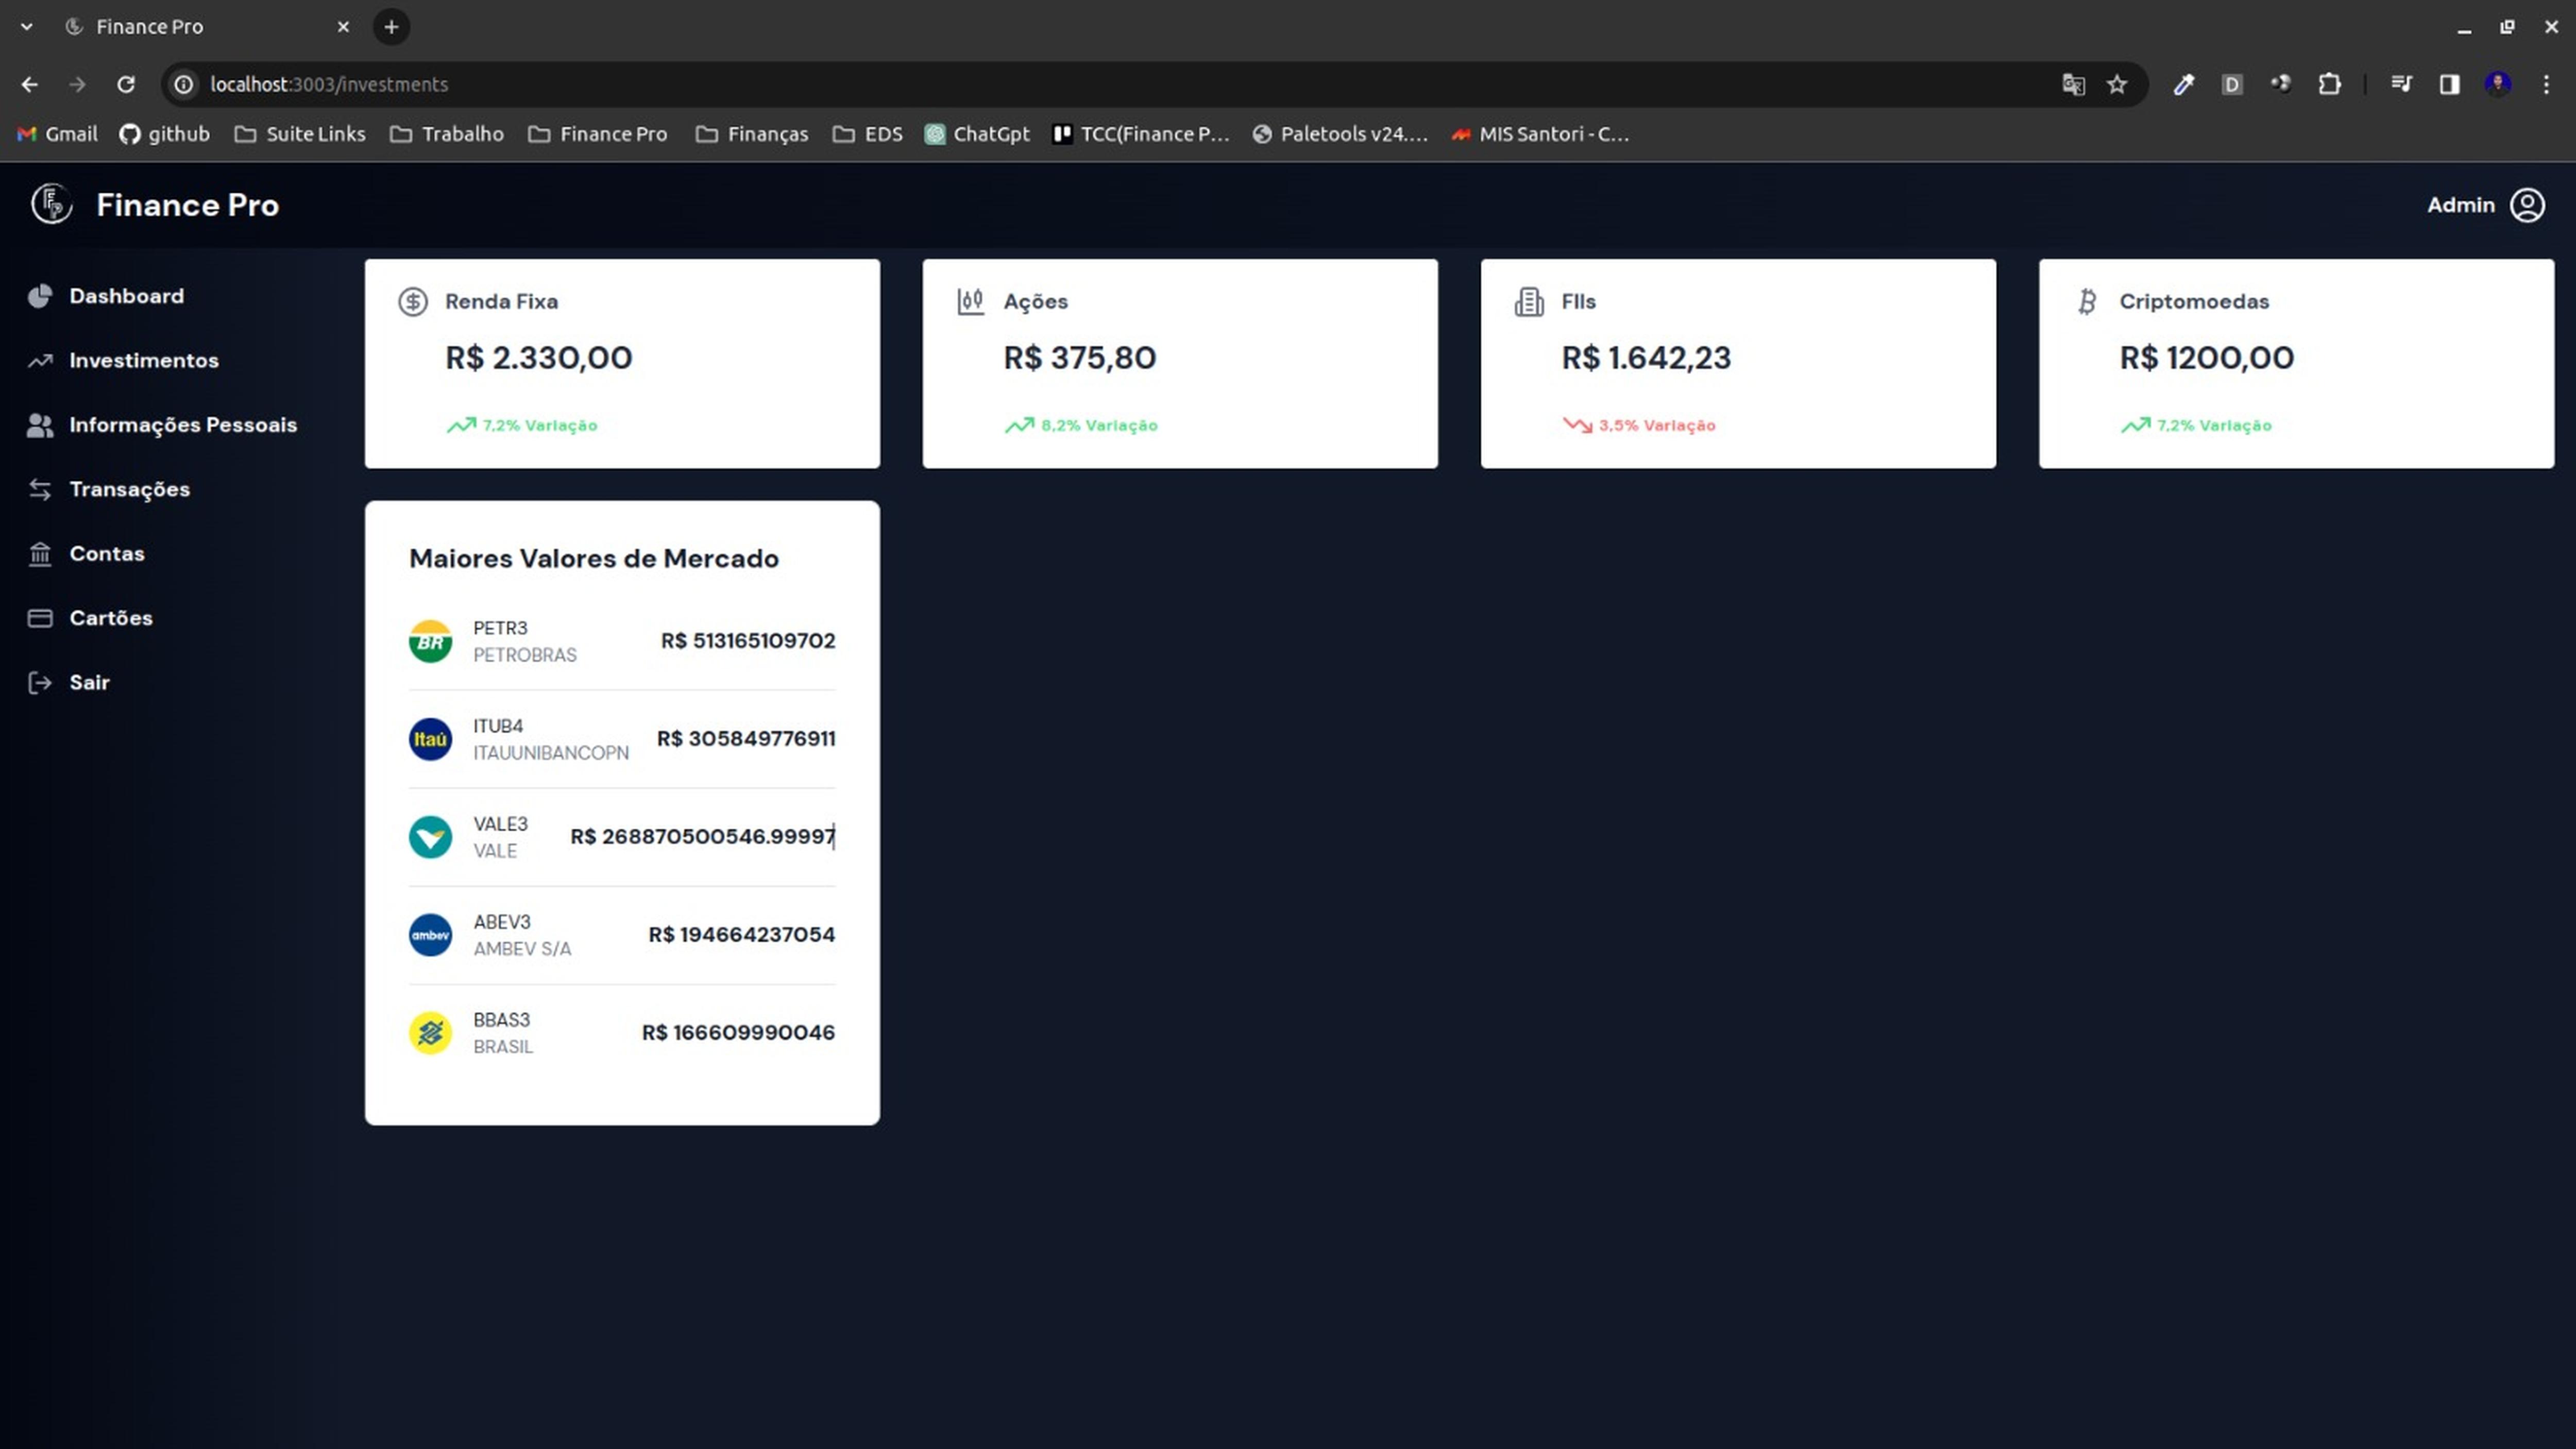 Finance Pro
localhost:3003/investments
D
Gmail github Suite Links Trabalho Finance Pro Finanças EDS ChatGpt TCC(Finance P... Paletools v24.... MIS Santori - C...
Finance Pro
Admin
Dashboard
Investimentos
Informações Pessoais
Transações
Contas
Cartões
Sair
Renda Fixa
R$ 2.330,00
7,2% Variação
Ações
R$ 375,80
8,2% Variação
FIIs
R$ 1.642,23
3,5% Variação
Criptomoedas
R$ 1200,00
7,2% Variação
Maiores Valores de Mercado
BR
PETR3
PETROBRAS
R$ 513165109702
Itaú
ITUB4
ITAUUNIBANCOPN
R$ 305849776911
VALE3
VALE
R$ 268870500546.99997
ambev
ABEV3
AMBEV S/A
R$ 194664237054
BBAS3
BRASIL
R$ 166609990046